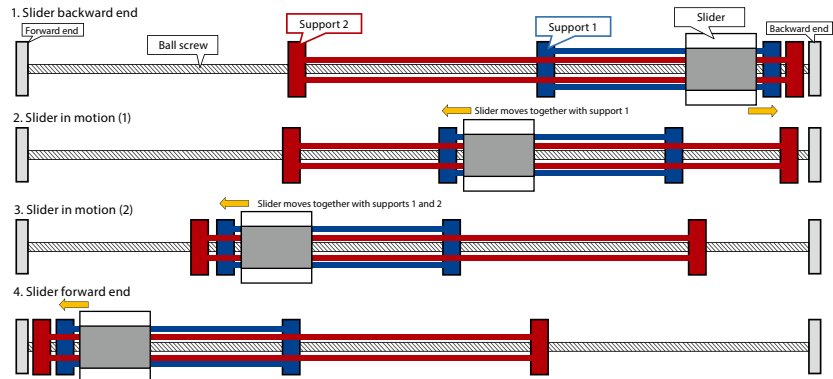 1. Slider backward end
Forward end
Ball screw
Support 2
Support 1
Slider
Backward end
Slider moves together with support 1
2. Slider in motion (1)
Slider moves together with supports 1 and 2
3. Slider in motion (2)
4. Slider forward end